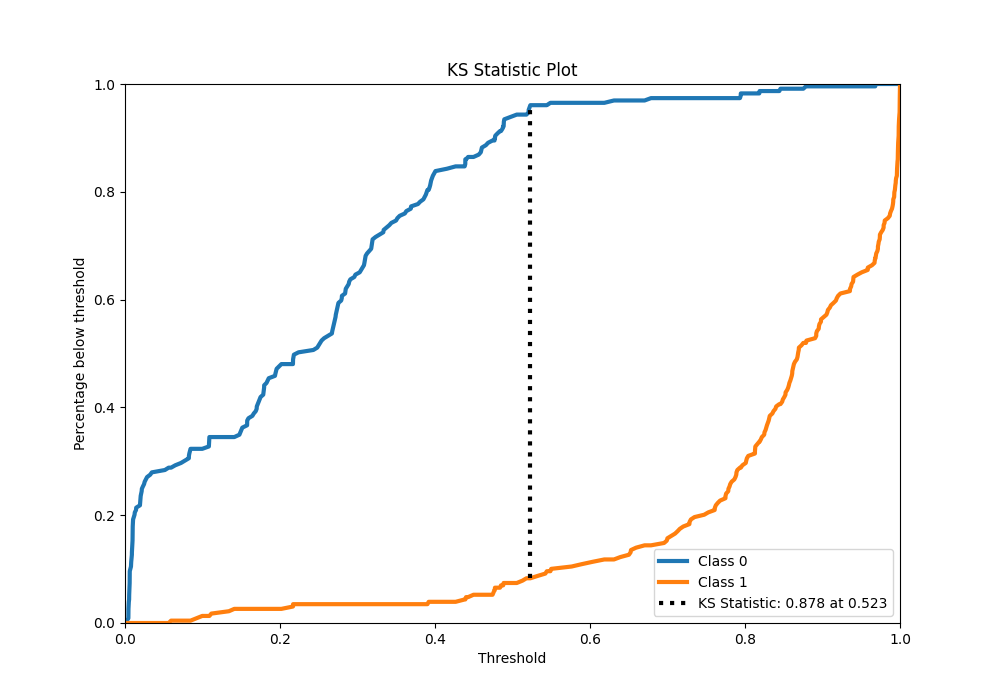 KS Statistic Plot
1.0
0.8
0.6
0.4
0.2
0.0
Percentage below threshold
0.0 0.2 0.4 0.6 0.8 1.0
Threshold
Class 0
Class 1
KS Statistic: 0.878 at 0.523